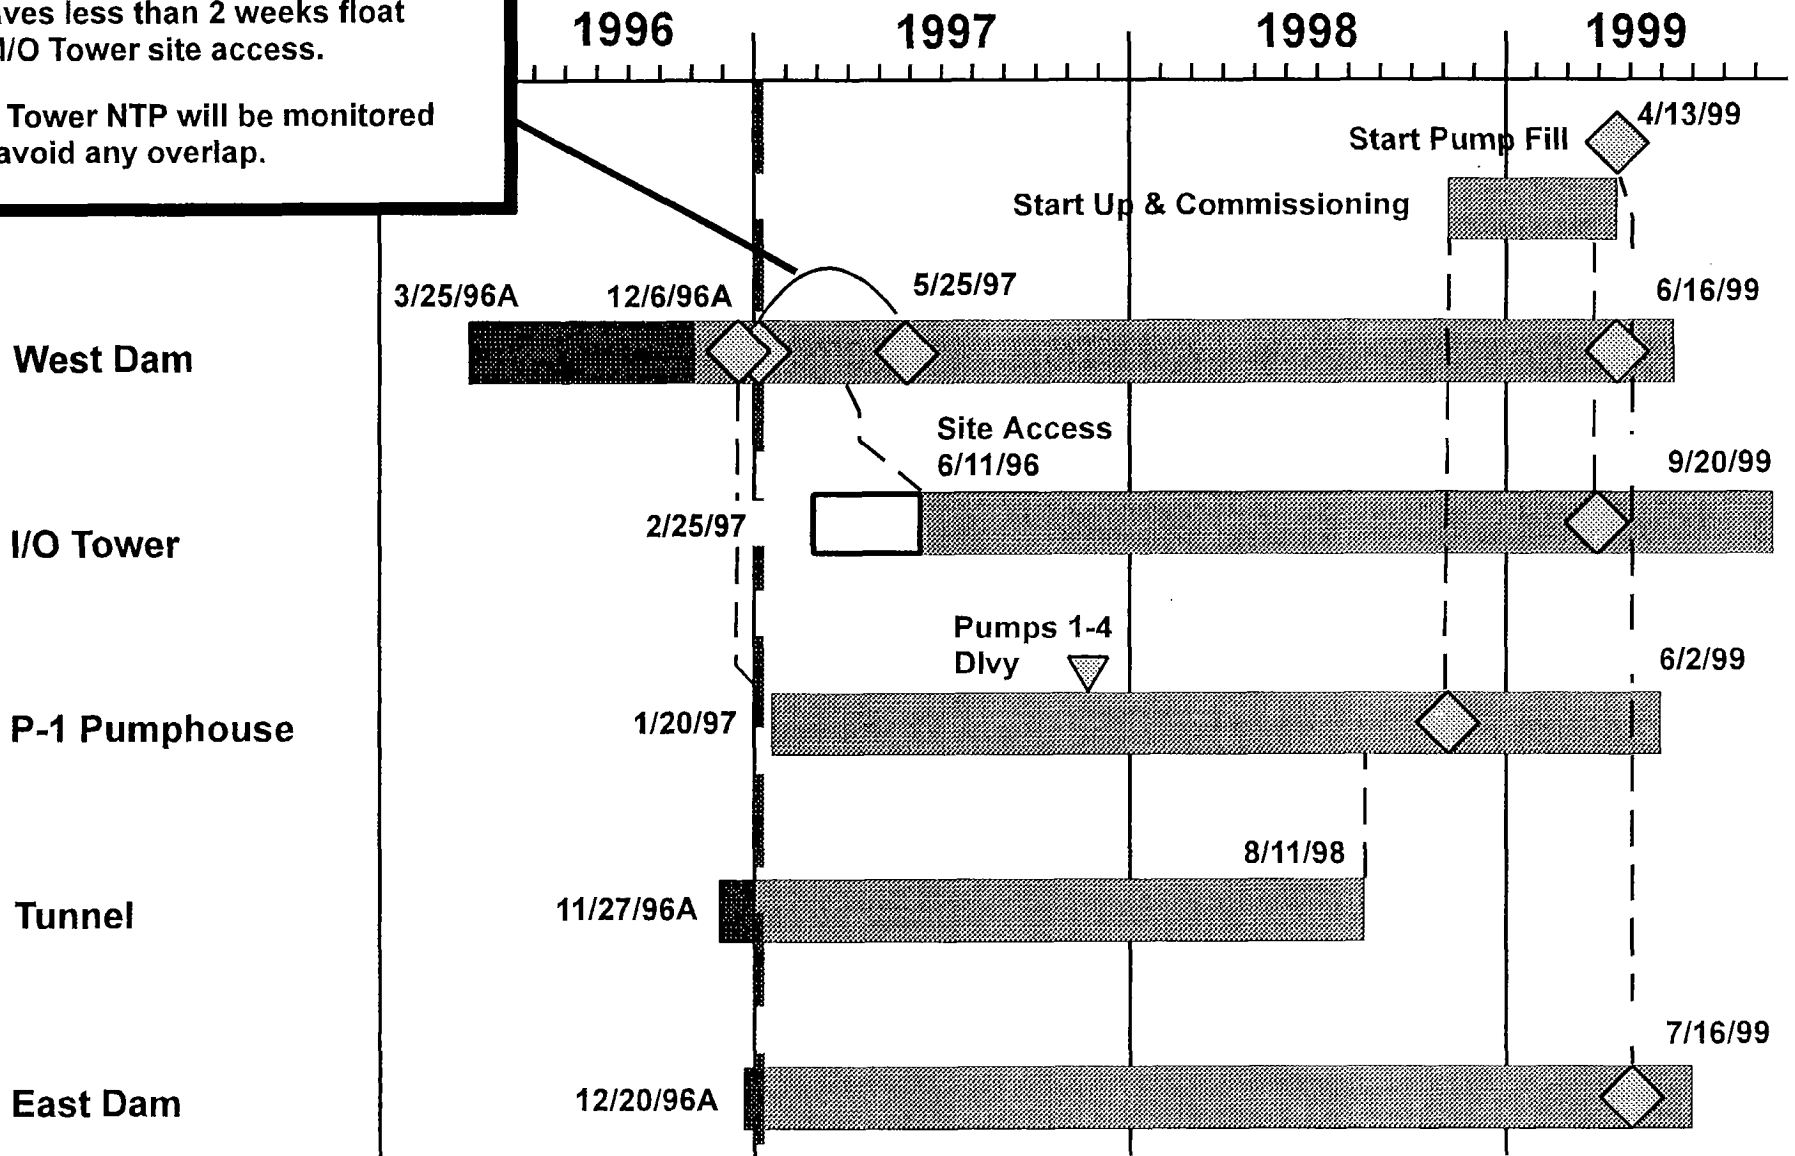 aves less than 2 weeks float
I/O Tower site access.
Tower NTP will be monitored
avoid any overlap.
1996 1997 1998 1999
4/13/99
Start Pump Fill
Start Up & Commissioning
3/25/96A 12/6/96A 5/25/97 6/16/99
West Dam
Site Access
6/11/96 9/20/99
2/25/97
I/O Tower
Pumps 1-4
Dlvy 6/2/99
1/20/97
P-1 Pumphouse
8/11/98
11/27/96A
Tunnel
7/16/99
12/20/96A
East Dam